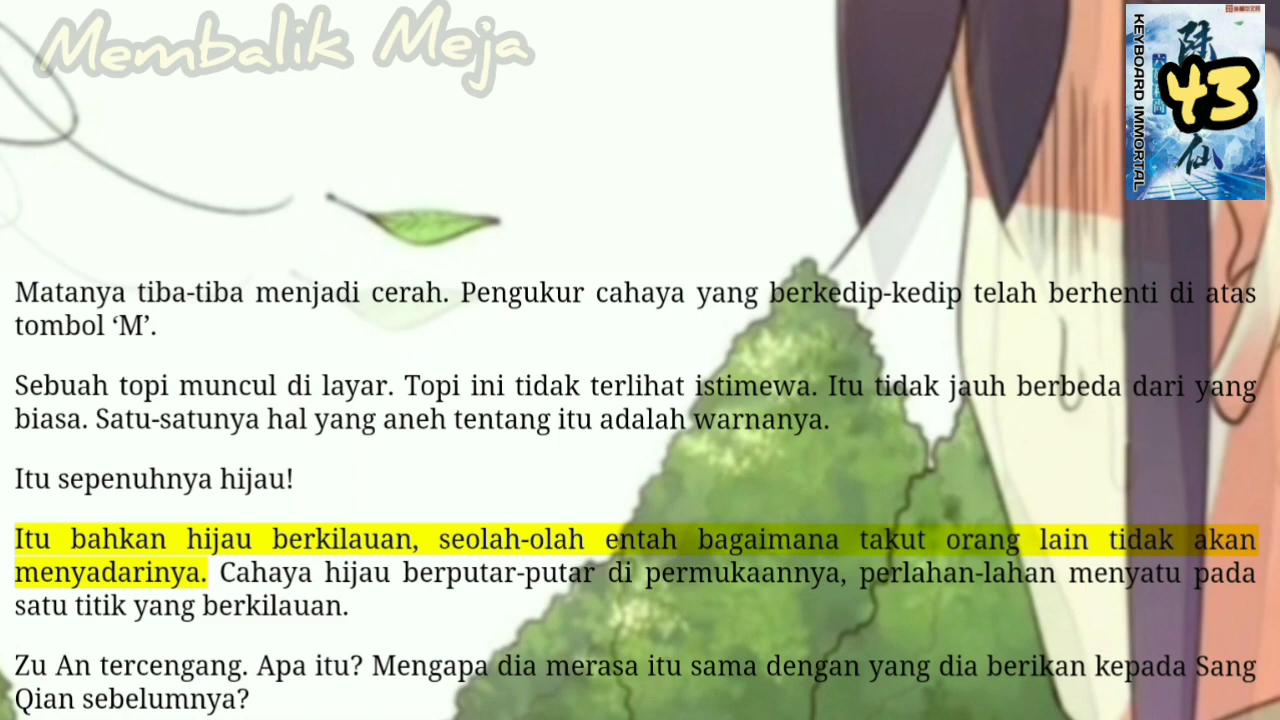 Membalik Meja
KEYBOARD IMMORTAL
陆
43
仙
Matanya tiba-tiba menjadi cerah. Pengukur cahaya yang berkedip-kedip telah berhenti di atas
tombol ‘M’.
Sebuah topi muncul di layar. Topi ini tidak terlihat istimewa. Itu tidak jauh berbeda dari yang
biasa. Satu-satunya hal yang aneh tentang itu adalah warnanya.
Itu sepenuhnya hijau!
Itu bahkan hijau berkilauan, seolah-olah entah bagaimana takut orang lain tidak akan
menyadarinya. Cahaya hijau berputar-putar di permukaannya, perlahan-lahan menyatu pada
satu titik yang berkilauan.
Zu An tercengang. Apa itu? Mengapa dia merasa itu sama dengan yang dia berikan kepada Sang
Qian sebelumnya?